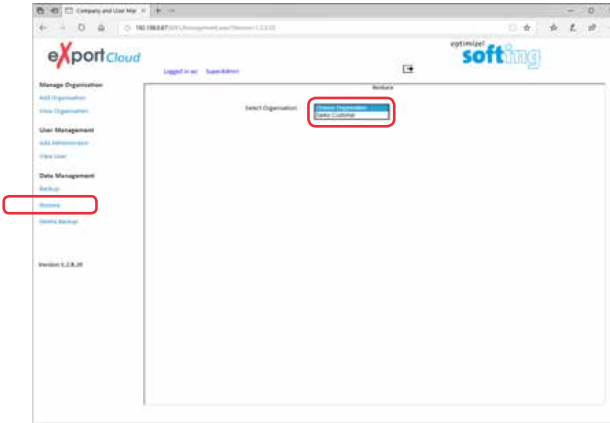 Company and User Mar
eXport Cloud
optimize!
softing
Logged in as: SuperAdmin
Manage Organisation
Add Organisation
View Organisation
User Management
Add Administrator
View User
Data Management
Backup
Restore
Delete Backup
Version 1.2.8.20
Restore
Select Organisation
Choose Organisation
Demo Customer